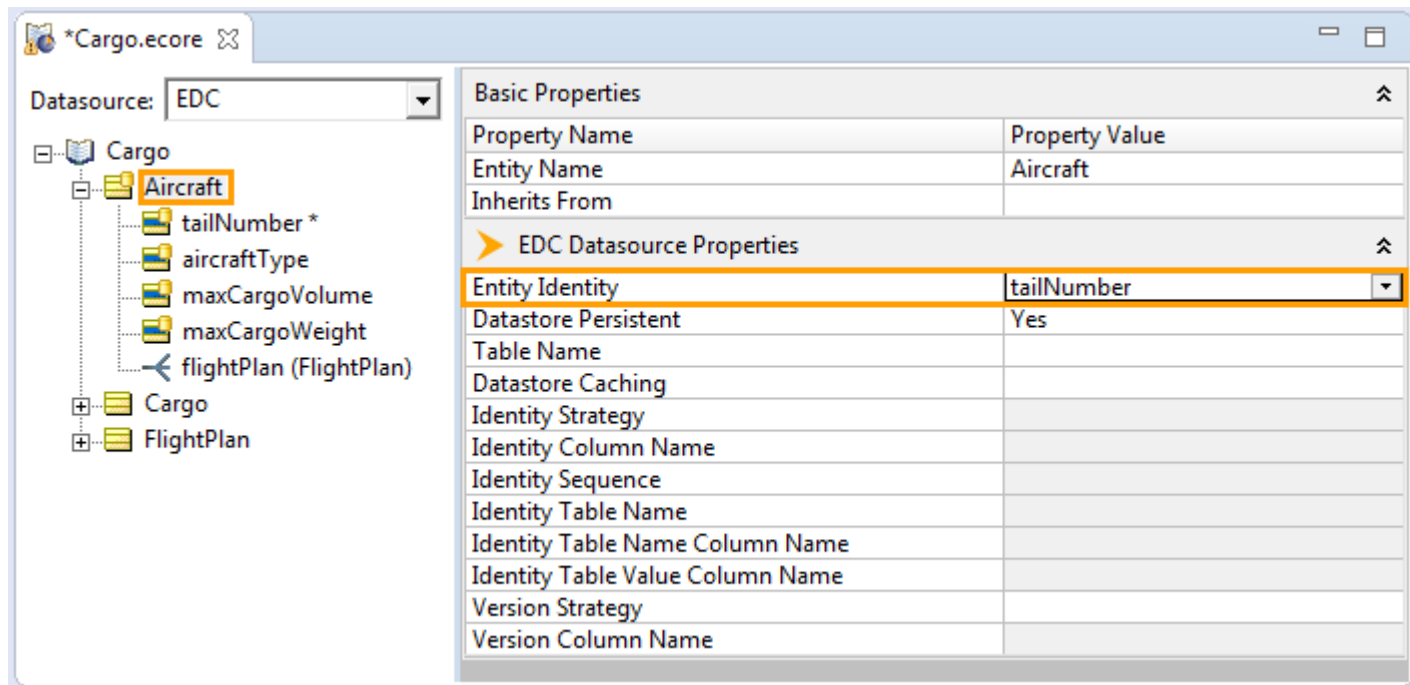 *Cargo.ecore
Datasource: EDC
Cargo
Aircraft
tailNumber *
aircraftType
maxCargoVolume
maxCargoWeight
flightPlan (FlightPlan)
Cargo
FlightPlan
Basic Properties
Property Name Property Value
Entity Name Aircraft
Inherits From
EDC Datasource Properties
Entity Identity tailNumber
Datastore Persistent Yes
Table Name
Datastore Caching
Identity Strategy
Identity Column Name
Identity Sequence
Identity Table Name
Identity Table Name Column Name
Identity Table Value Column Name
Version Strategy
Version Column Name